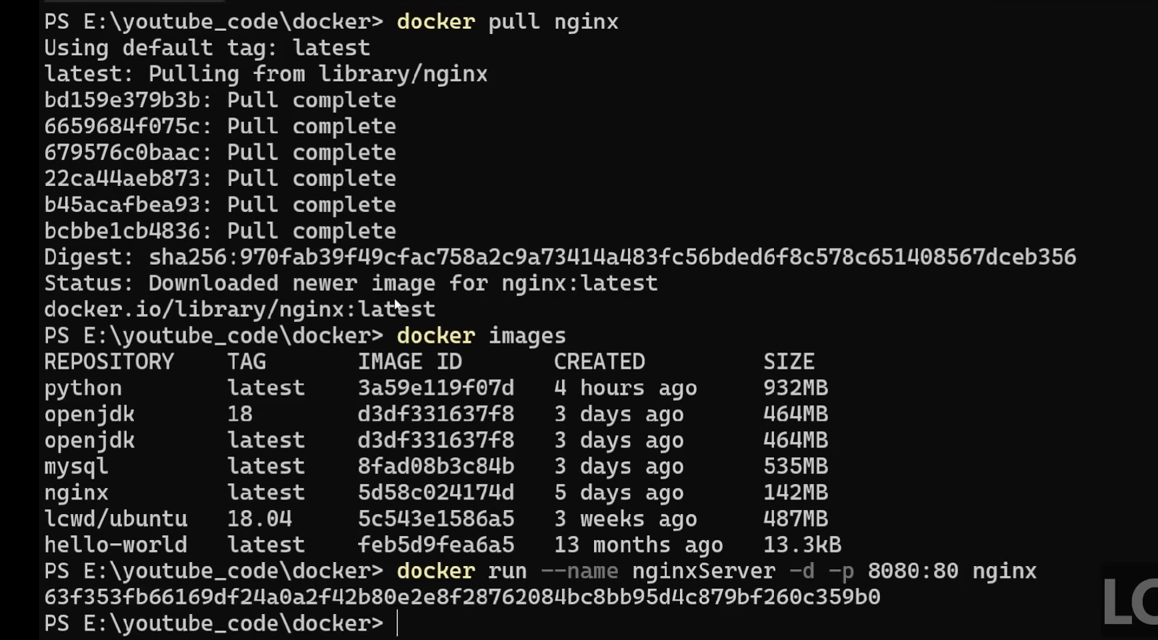 PS E:\youtube_code\docker> docker pull nginx
Using default tag: latest
latest: Pulling from library/nginx
bd159e379b3b: Pull complete
6659684f075c: Pull complete
679576c0baac: Pull complete
22ca44aeb873: Pull complete
b45acafbea93: Pull complete
bcbbe1cb4836: Pull complete
Digest: sha256:970fab39f49cfac758a2c9a73414a483fc56bded6f8c578c651408567dceb356
Status: Downloaded newer image for nginx:latest
docker.io/library/nginx:latest
PS E:\youtube_code\docker> docker images
REPOSITORY TAG IMAGE ID CREATED SIZE
python latest 3a59e119f07d 4 hours ago 932MB
openjdk 18 d3df331637f8 3 days ago 464MB
openjdk latest d3df331637f8 3 days ago 464MB
mysql latest 8fad08b3c84b 3 days ago 535MB
nginx latest 5d58c024174d 5 days ago 142MB
lcwd/ubuntu 18.04 5c543e1586a5 3 weeks ago 487MB
hello-world latest feb5d9fea6a5 13 months ago 13.3kB
PS E:\youtube_code\docker> docker run --name nginxServer -d -p 8080:80 nginx
63f353fb66169df24a0a2f42b80e2e8f28762084bc8bb95d4c879bf260c359b0
PS E:\youtube_code\docker>